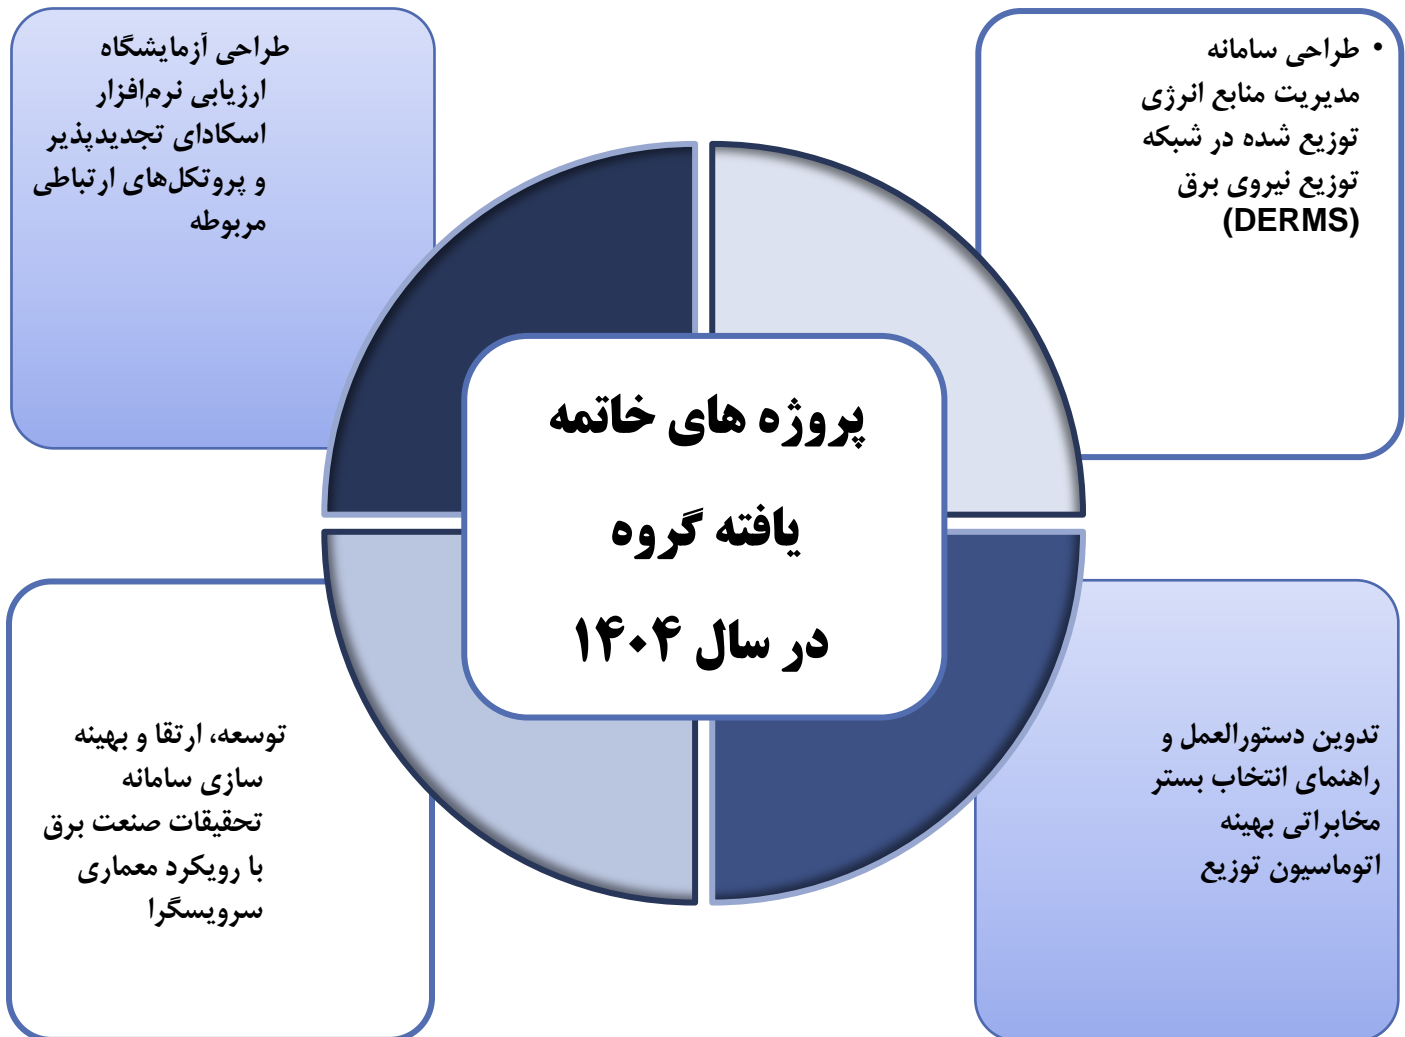 • طراحی سامانه
مدیریت منابع انرژی
توزیع شده در شبکه
توزیع نیروی برق
(DERMS)
طراحی آزمایشگاه
ارزیابی نرم‌افزار
اسکادای تجدیدپذیر
و پروتکل‌های ارتباطی
مربوطه
پروژه های خاتمه
یافته گروه
در سال ۱۴۰۴
تدوین دستورالعمل و
راهنمای انتخاب بستر
مخابراتی بهینه
اتوماسیون توزیع
توسعه، ارتقا و بهینه
سازی سامانه
تحقیقات صنعت برق
با رویکرد معماری
سرویسگرا